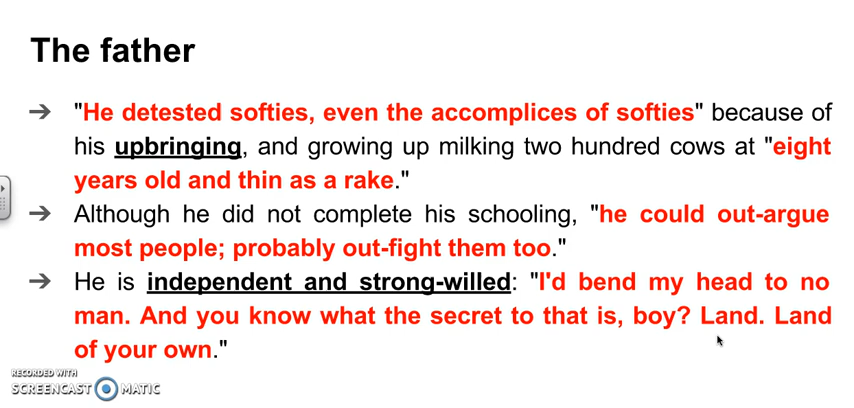 The father
➔ "He detested softies, even the accomplices of softies" because of
his upbringing, and growing up milking two hundred cows at "eight
years old and thin as a rake."
➔ Although he did not complete his schooling, "he could out-argue
most people; probably out-fight them too."
➔ He is independent and strong-willed: "I'd bend my head to no
man. And you know what the secret to that is, boy? Land. Land
of your own."
RECORDED WITH
SCREENCAST MATIC